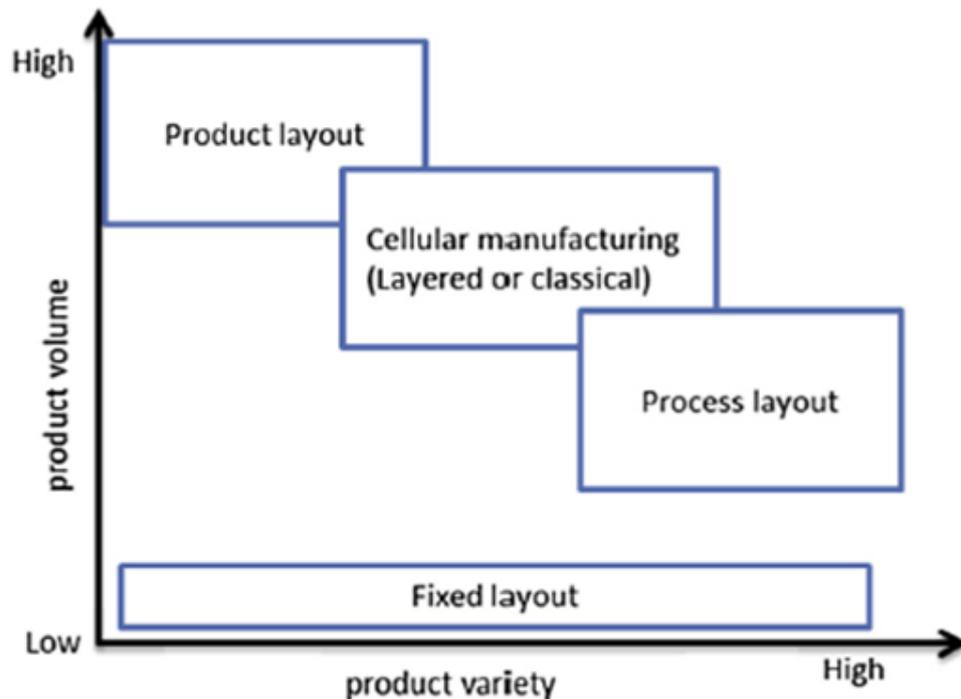 High
Product layout
Cellular manufacturing
(Layered or classical)
product volume
Process layout
Fixed layout
Low
High
product variety